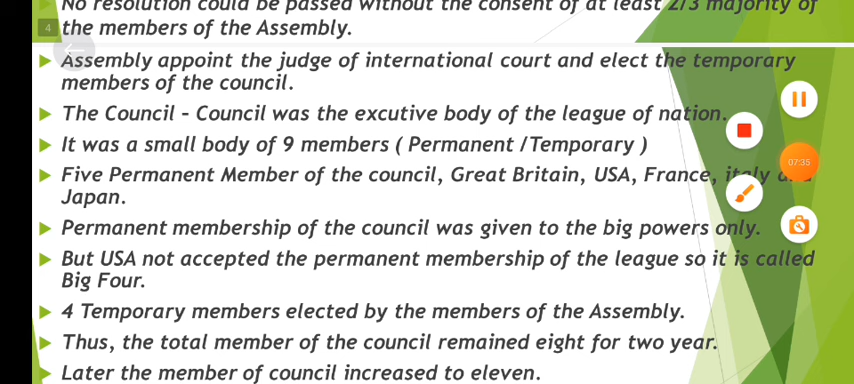 No resolution could be passed without the consent of at least 2/3 majority of
4
the members of the Assembly.
Assembly appoint the judge of international court and elect the temporary
members of the council.
The Council – Council was the excutive body of the league of nation.
It was a small body of 9 members ( Permanent /Temporary )
Five Permanent Member of the council, Great Britain, USA, France, italy and
07:35
Japan.
Permanent membership of the council was given to the big powers only.
But USA not accepted the permanent membership of the league so it is called
Big Four.
4 Temporary members elected by the members of the Assembly.
Thus, the total member of the council remained eight for two year.
Later the member of council increased to eleven.